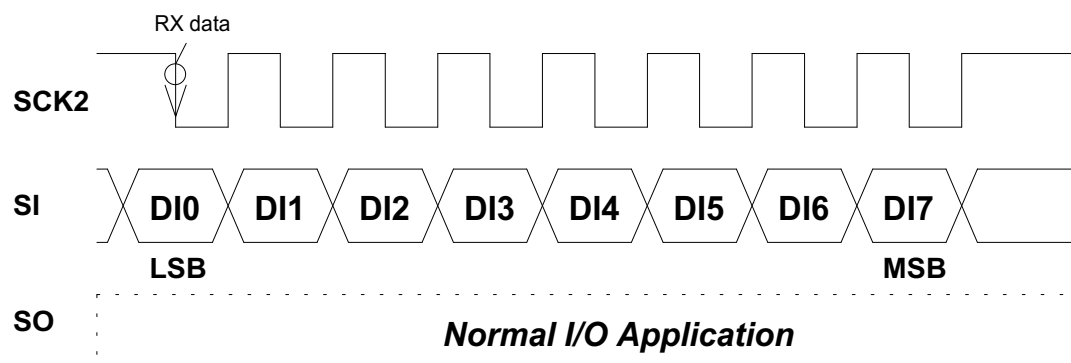 RX data
SCK2
SI DI0 DI1 DI2 DI3 DI4 DI5 DI6 DI7
LSB MSB
SO Normal I/O Application